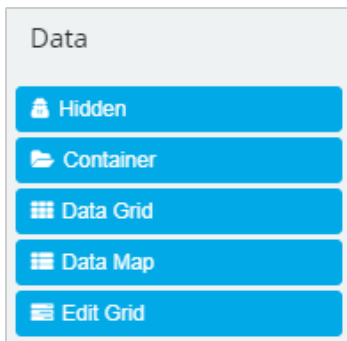 Data
Hidden
Container
Data Grid
Data Map
Edit Grid